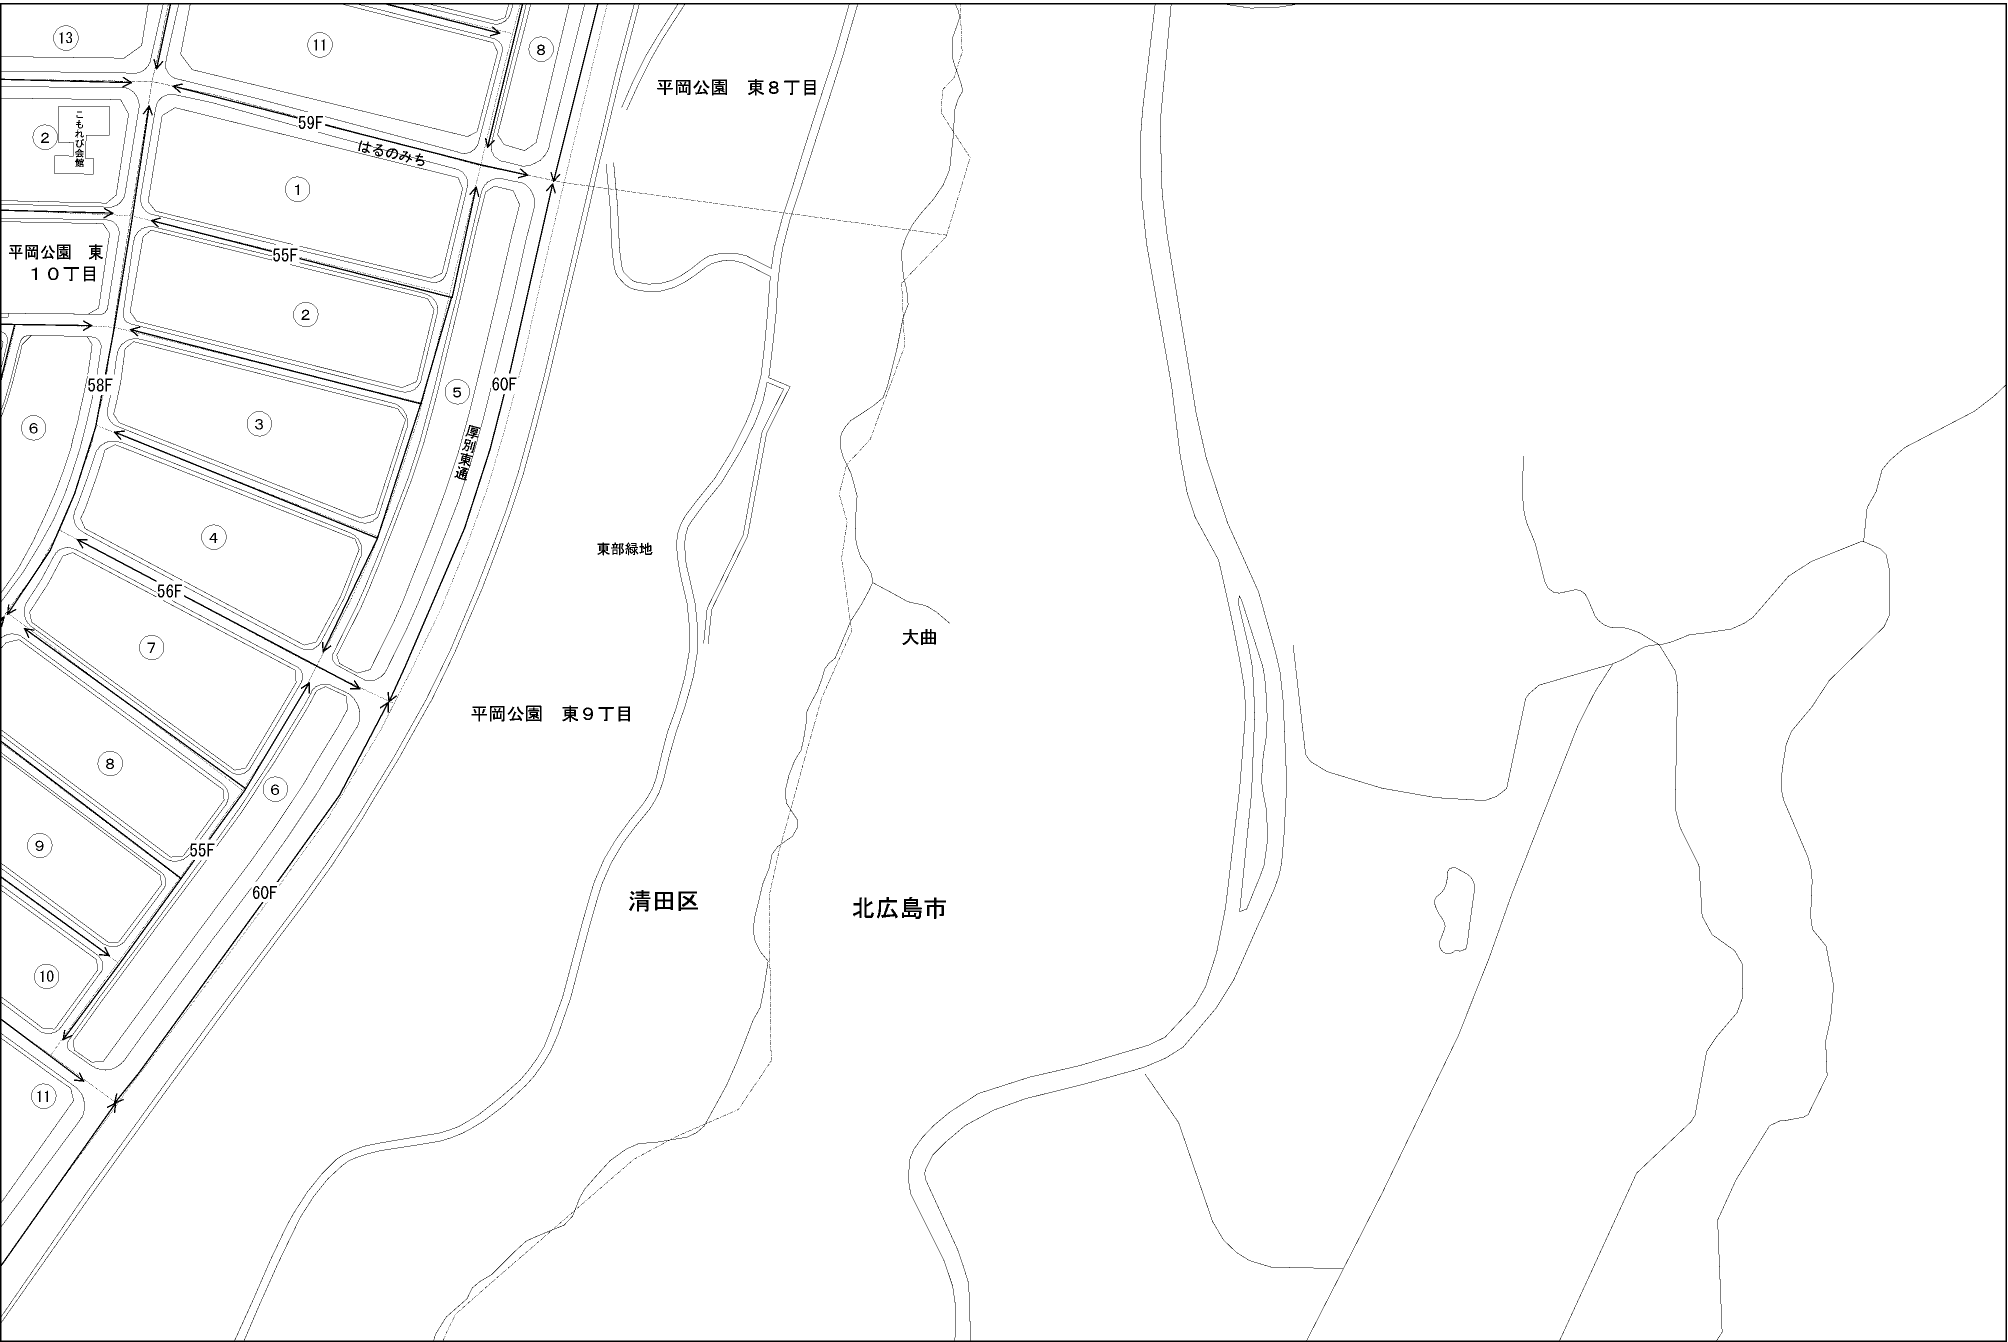 ⑬
⑪
⑧
平岡公園　東８丁目
59F
はるのみち
②
こもれび会館
①
平岡公園　東
１０丁目
55F
②
58F
60F
⑤
⑥
③
厚別東通
④
東部緑地
56F
大曲
⑦
平岡公園　東９丁目
⑧
⑥
⑨
55F
60F
清田区
北広島市
⑩
⑪